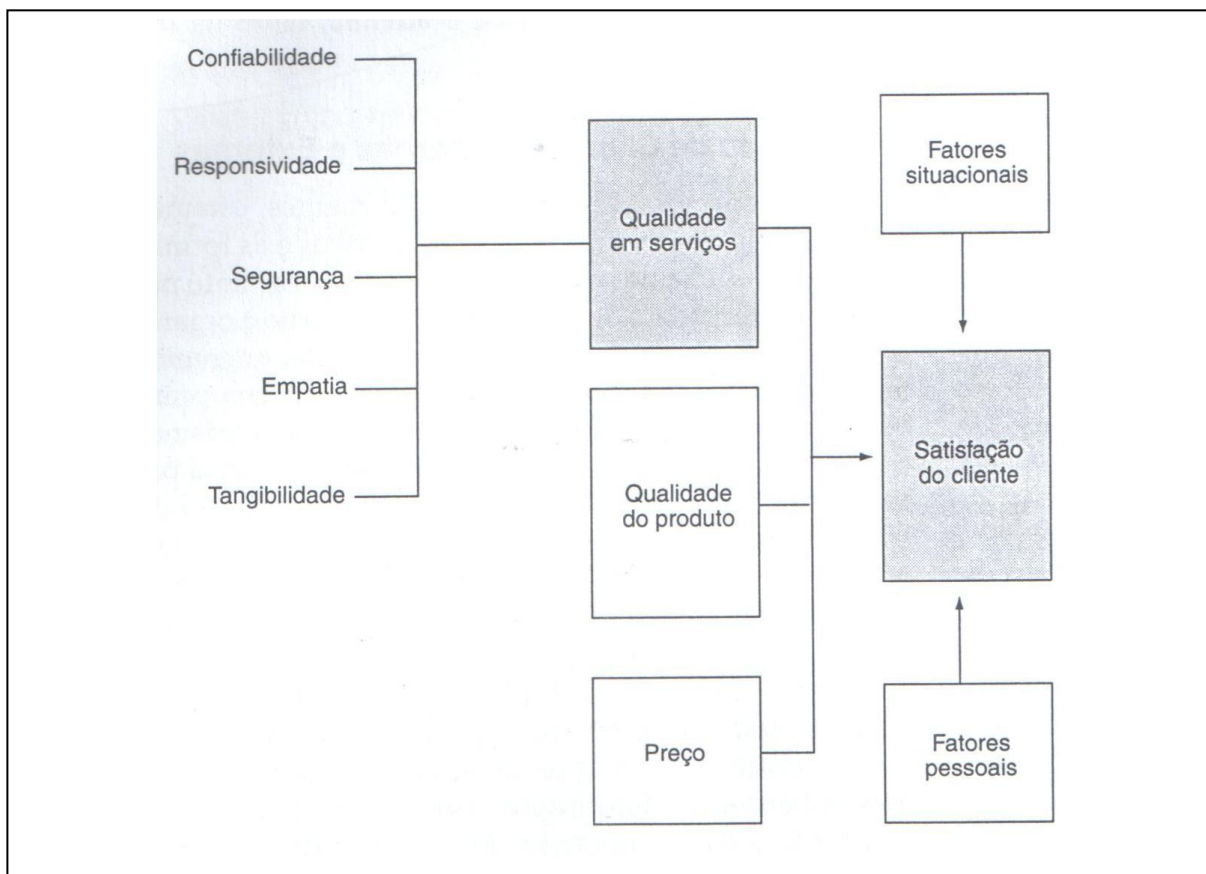 Confiabilidade
Responsividade
Segurança
Empatia
Tangibilidade
Qualidade
em serviços
Qualidade
do produto
Preço
Fatores
situacionais
Satisfação
do cliente
Fatores
pessoais